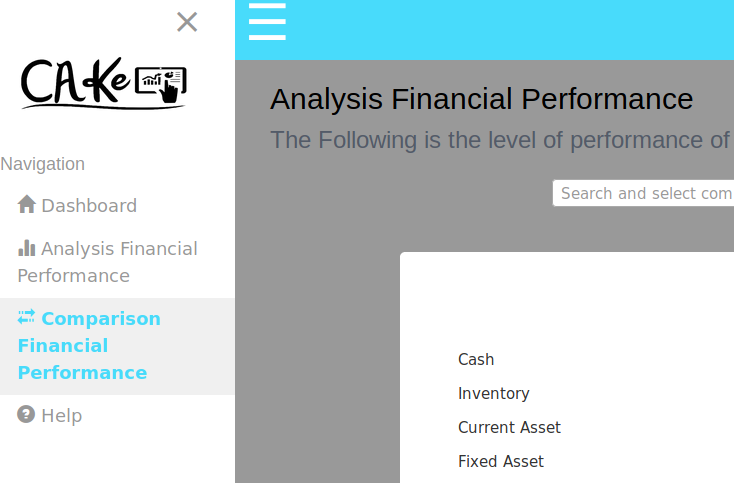 CAKe
Navigation
Dashboard
Analysis Financial
Performance
Comparison
Financial
Performance
Help
Analysis Financial Performance
The Following is the level of performance of
Search and select com
Cash
Inventory
Current Asset
Fixed Asset